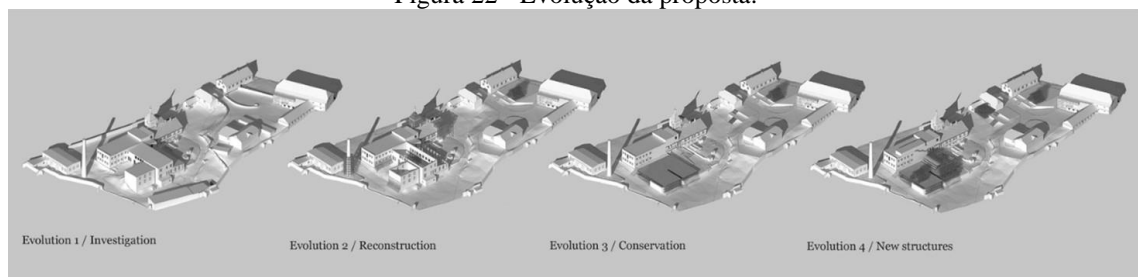 Figura 22 - Evolução da proposta.
Evolution 1 / Investigation
Evolution 2 / Reconstruction
Evolution 3 / Conservation
Evolution 4 / New structures